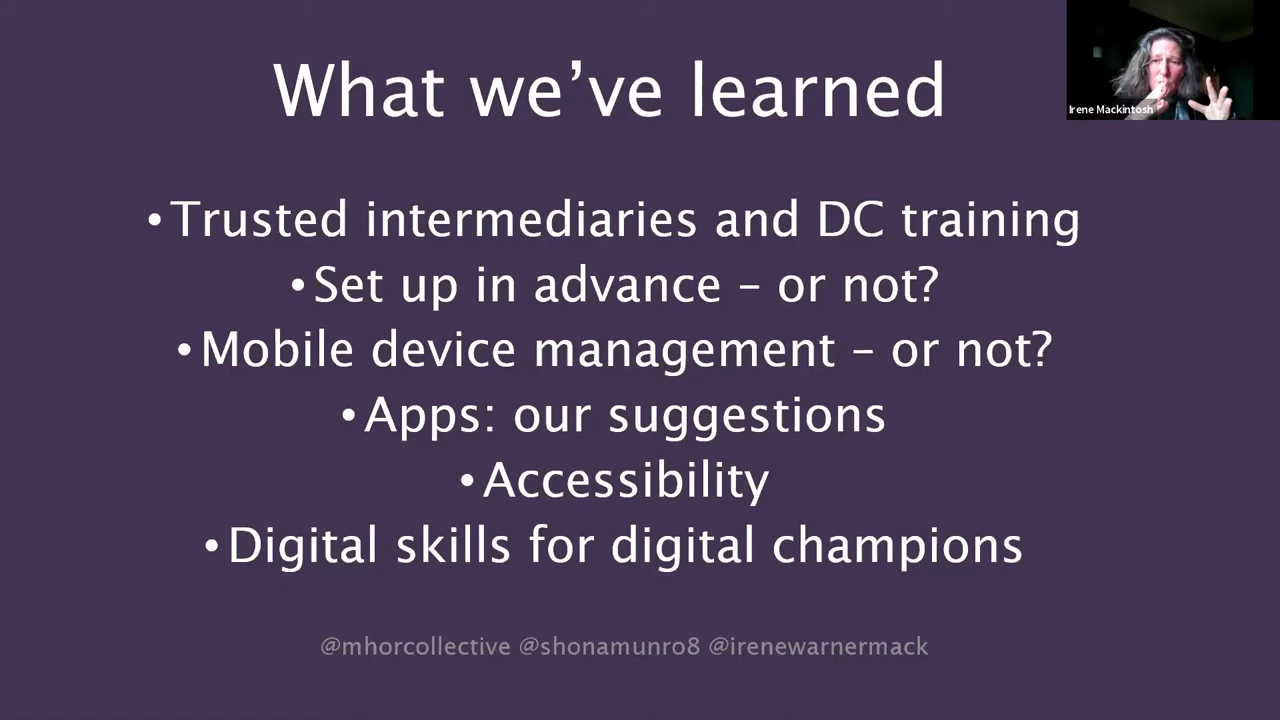 What we’ve learned
Irene Mackintosh
•Trusted intermediaries and DC training
•Set up in advance – or not?
•Mobile device management – or not?
•Apps: our suggestions
•Accessibility
•Digital skills for digital champions
@mhorcollective @shonamunro8 @irenewarnermack